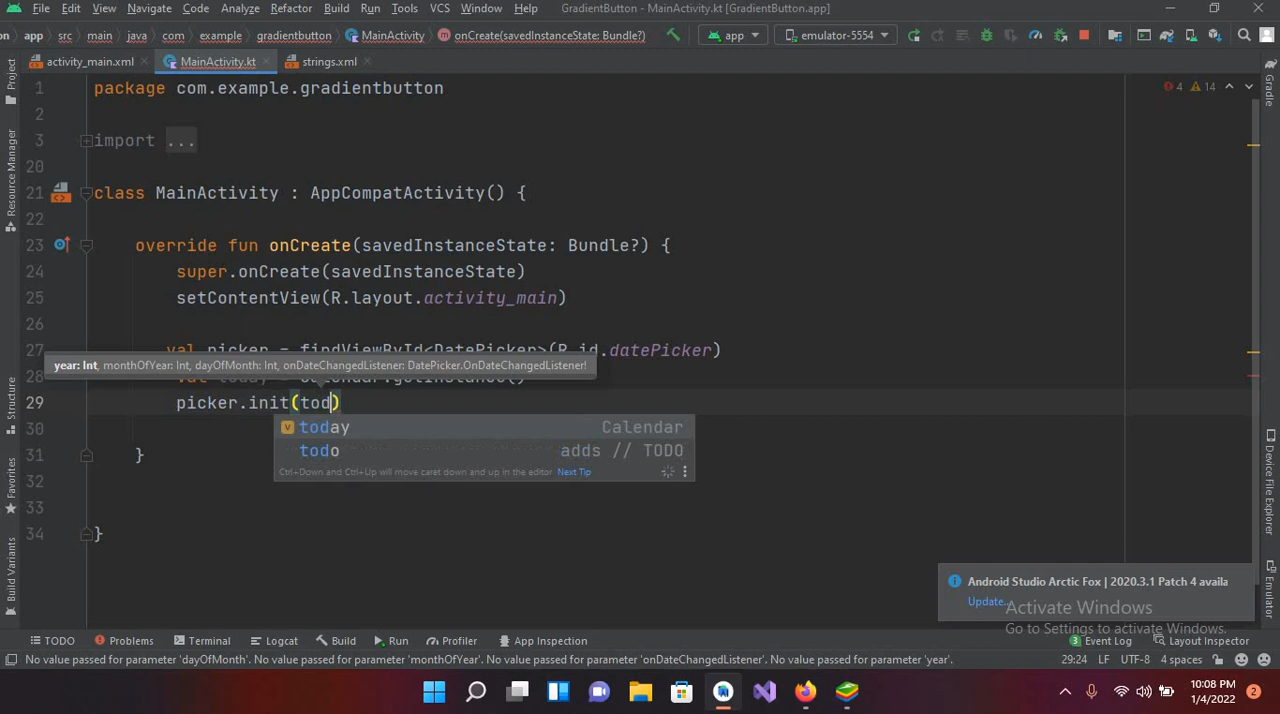 File Edit View Navigate Code Analyze Refactor Build Run Tools VCS Window Help GradientButton - MainActivity.kt [GradientButton.app]
app src main java com example gradientbutton MainActivity onCreate(savedInstanceState: Bundle?) app emulator-5554
activity_main.xml MainActivity.kt strings.xml
Project
Resource Manager
Structure
Favorites
Build Variants
Gradle
Device File Explorer
Emulator
4 14
1 package com.example.gradientbutton
2
3 import ...
20
21 class MainActivity : AppCompatActivity() {
22
23 override fun onCreate(savedInstanceState: Bundle?) {
24 super.onCreate(savedInstanceState)
25 setContentView(R.layout.activity_main)
26
27 val picker = findViewById<DatePicker>(R.id.datePicker)
year: Int, monthOfYear: Int, dayOfMonth: Int, onDateChangedListener: DatePicker.OnDateChangedListener!
28 val today = Calendar.getInstance()
29 picker.init(tod)
today Calendar
30
todo adds // TODO
31 }
Ctrl+Down and Ctrl+Up will move caret down and up in the editor Next Tip
32
33
34 }
Android Studio Arctic Fox | 2020.3.1 Patch 4 availa
Update...
Activate Windows
Go to Settings to activate Windows.
TODO Problems Terminal Logcat Build Run Profiler App Inspection 3 Event Log Layout Inspector
No value passed for parameter 'dayOfMonth'. No value passed for parameter 'monthOfYear'. No value passed for parameter 'onDateChangedListener'. No value passed for parameter 'year'. 29:24 LF UTF-8 4 spaces
10:08 PM
1/4/2022
2